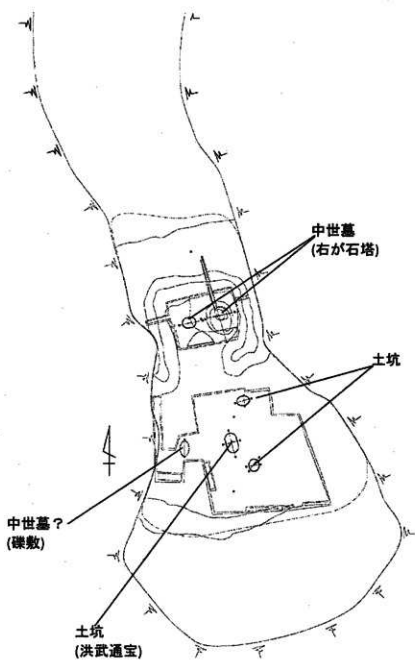 中世墓
(右が石塔)
土坑
中世墓？
(礫敷)
土坑
(洪武通宝)